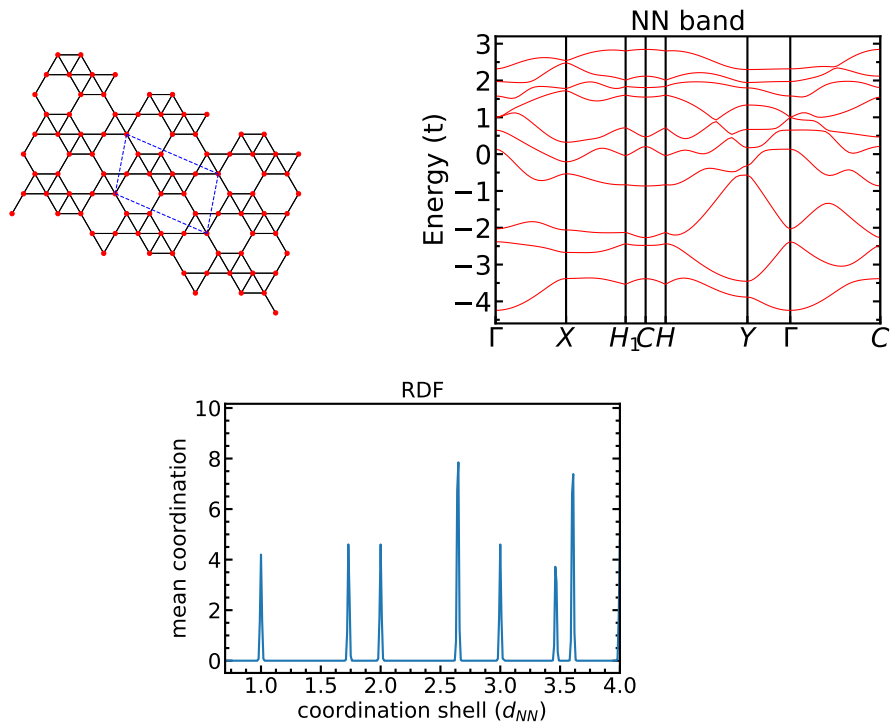 NN band
Energy (t)
3
2
1
0
−1
−2
−3
−4
Γ X H₁ C H Y Γ C
RDF
mean coordination
10
8
6
4
2
0
1.0 1.5 2.0 2.5 3.0 3.5 4.0
coordination shell (d_NN)